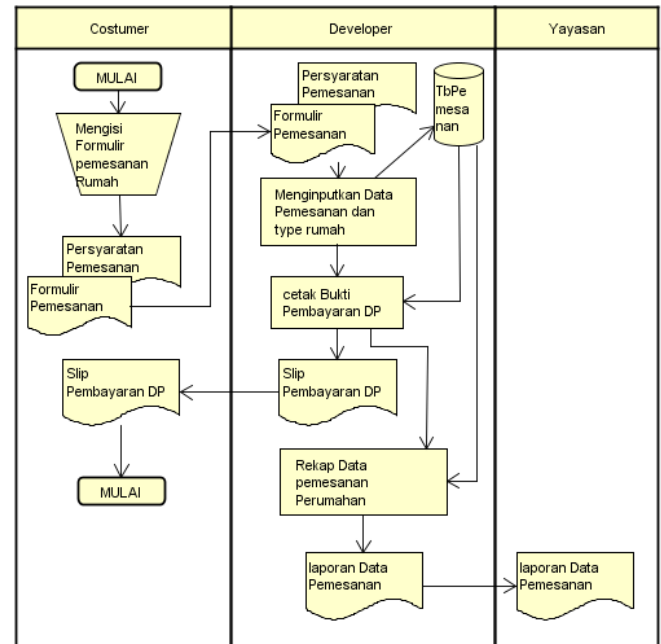 Costumer
Developer
Yayasan
MULAI
Mengisi
Formulir
pemesanan
Rumah
Persyaratan
Pemesanan
Formulir
Pemesanan
Slip
Pembayaran DP
MULAI
Persyaratan
Pemesanan
Formulir
Pemesanan
TbPe
mesa
nan
Menginputkan Data
Pemesanan dan
type rumah
cetak Bukti
Pembayaran DP
Slip
Pembayaran DP
Rekap Data
pemesanan
Perumahan
laporan Data
Pemesanan
laporan Data
Pemesanan